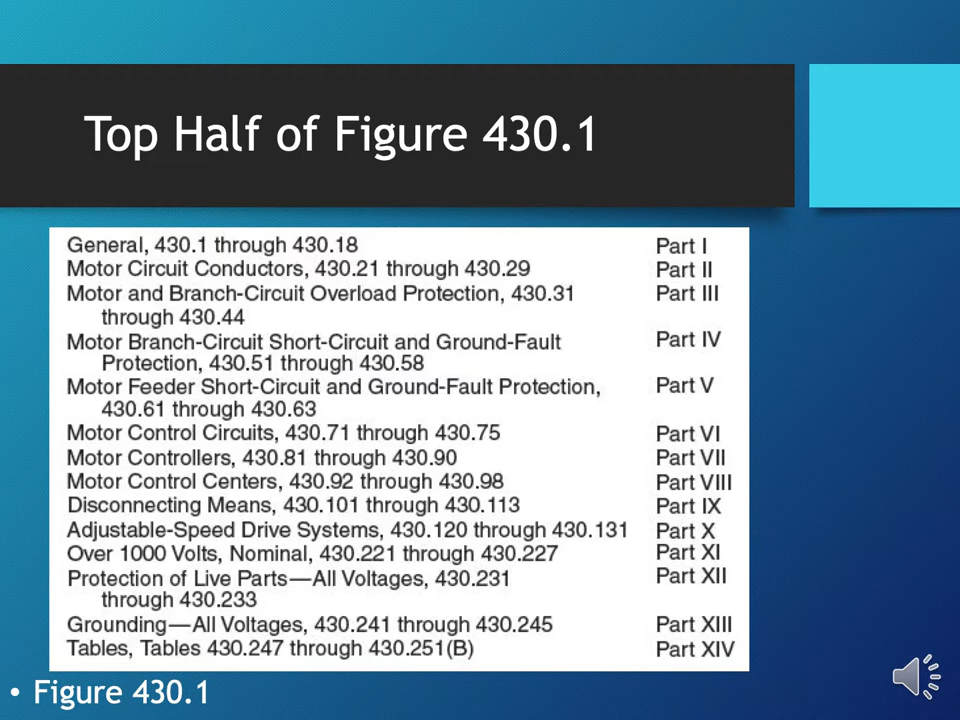 Top Half of Figure 430.1
General, 430.1 through 430.18 Part I
Motor Circuit Conductors, 430.21 through 430.29 Part II
Motor and Branch-Circuit Overload Protection, 430.31 Part III
through 430.44
Motor Branch-Circuit Short-Circuit and Ground-Fault Part IV
Protection, 430.51 through 430.58
Motor Feeder Short-Circuit and Ground-Fault Protection, Part V
430.61 through 430.63
Motor Control Circuits, 430.71 through 430.75 Part VI
Motor Controllers, 430.81 through 430.90 Part VII
Motor Control Centers, 430.92 through 430.98 Part VIII
Disconnecting Means, 430.101 through 430.113 Part IX
Adjustable-Speed Drive Systems, 430.120 through 430.131 Part X
Over 1000 Volts, Nominal, 430.221 through 430.227 Part XI
Protection of Live Parts—All Voltages, 430.231 Part XII
through 430.233
Grounding—All Voltages, 430.241 through 430.245 Part XIII
Tables, Tables 430.247 through 430.251(B) Part XIV
• Figure 430.1